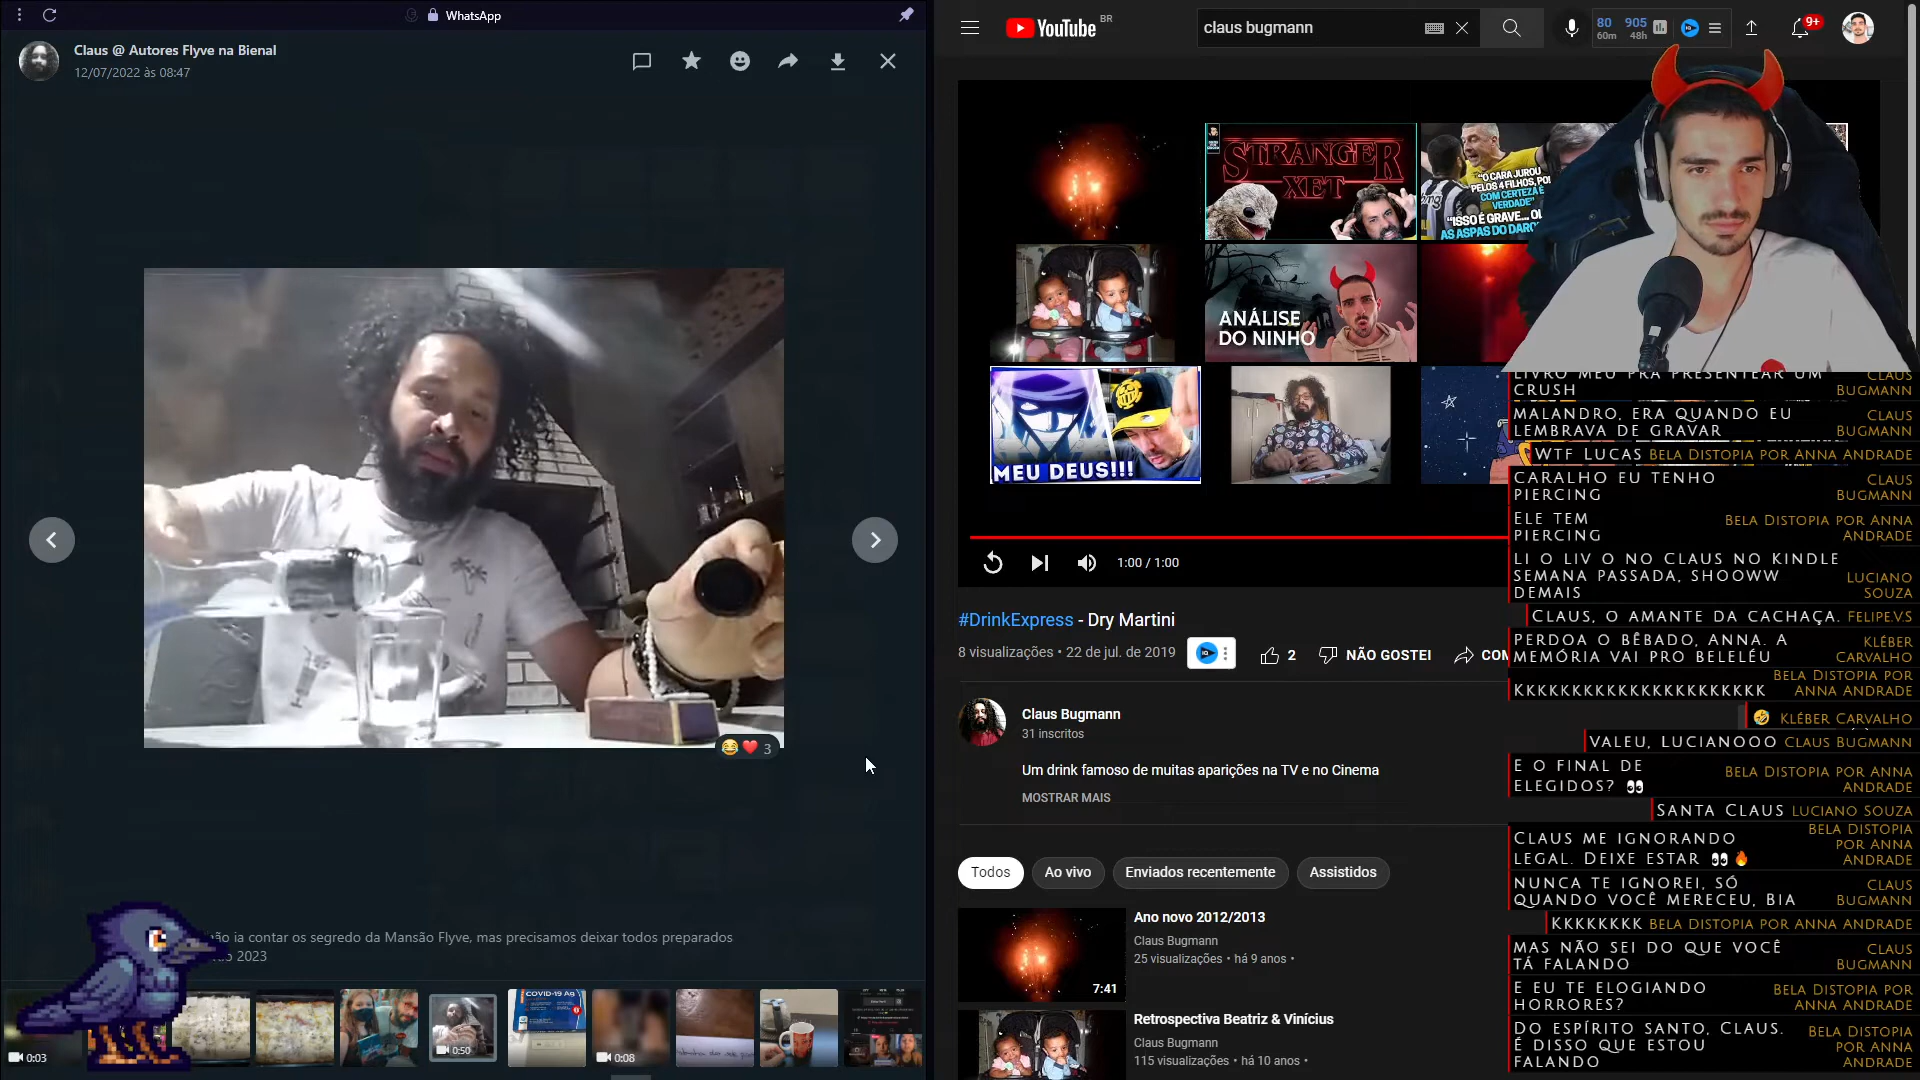 WhatsApp
Claus @ Autores Flyve na Bienal
12/07/2022 às 08:47
3
ão ia contar os segredo da Mansão Flyve, mas precisamos deixar todos preparados
2023
0:03
0:50
COVID-19 Ag
0:08
YouTube BR
claus bugmann
80
60m
905
48h
9+
STRANGER
XET
"O CARA JUROU
PELOS 4 FILHOS, PO!
COM CERTEZA É
VERDADE"
"ISSO É GRAVE... OI
AS ASPAS DO DARO
ANÁLISE
DO NINHO
MEU DEUS!!!
1:00 / 1:00
#DrinkExpress - Dry Martini
8 visualizações • 22 de jul. de 2019
2
NÃO GOSTEI
COM
Claus Bugmann
31 inscritos
Um drink famoso de muitas aparições na TV e no Cinema
MOSTRAR MAIS
Todos
Ao vivo
Enviados recentemente
Assistidos
Ano novo 2012/2013
Claus Bugmann
25 visualizações • há 9 anos •
7:41
Retrospectiva Beatriz & Vinícius
Claus Bugmann
115 visualizações • há 10 anos •
LIVRO MEU PRA PRESENTEAR UM
CRUSH
CLAUS
BUGMANN
MALANDRO, ERA QUANDO EU
LEMBRAVA DE GRAVAR
CLAUS
BUGMANN
WTF LUCAS BELA DISTOPIA POR ANNA ANDRADE
CARALHO EU TENHO
PIERCING
CLAUS
BUGMANN
ELE TEM
PIERCING
BELA DISTOPIA POR ANNA
ANDRADE
LI O LIV O NO CLAUS NO KINDLE
SEMANA PASSADA, SHOOWW
DEMAIS
LUCIANO
SOUZA
CLAUS, O AMANTE DA CACHAÇA. FELIPE.V.S
PERDOA O BÊBADO, ANNA. A
MEMÓRIA VAI PRO BELELÉU
KLÉBER
CARVALHO
KKKKKKKKKKKKKKKKKKKKK
BELA DISTOPIA POR
ANNA ANDRADE
🤣 KLÉBER CARVALHO
VALEU, LUCIANOOO CLAUS BUGMANN
E O FINAL DE
ELEGIDOS? 👀
BELA DISTOPIA POR ANNA
ANDRADE
SANTA CLAUS LUCIANO SOUZA
CLAUS ME IGNORANDO
LEGAL. DEIXE ESTAR 👀🔥
BELA DISTOPIA
POR ANNA
ANDRADE
NUNCA TE IGNOREI, SÓ
QUANDO VOCÊ MERECEU, BIA
CLAUS
BUGMANN
KKKKKKKK BELA DISTOPIA POR ANNA ANDRADE
MAS NÃO SEI DO QUE VOCÊ
TÁ FALANDO
CLAUS
BUGMANN
E EU TE ELOGIANDO
HORRORES?
BELA DISTOPIA POR
ANNA ANDRADE
DO ESPÍRITO SANTO, CLAUS.
É DISSO QUE ESTOU
FALANDO
BELA DISTOPIA
POR ANNA
ANDRADE